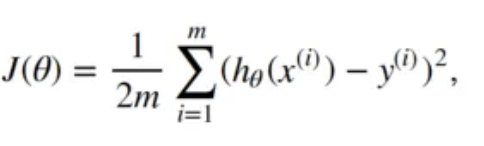 J(θ) = 1/2m ∑_{i=1}^{m} (h_θ(x^{(i)}) − y^{(i)})²,